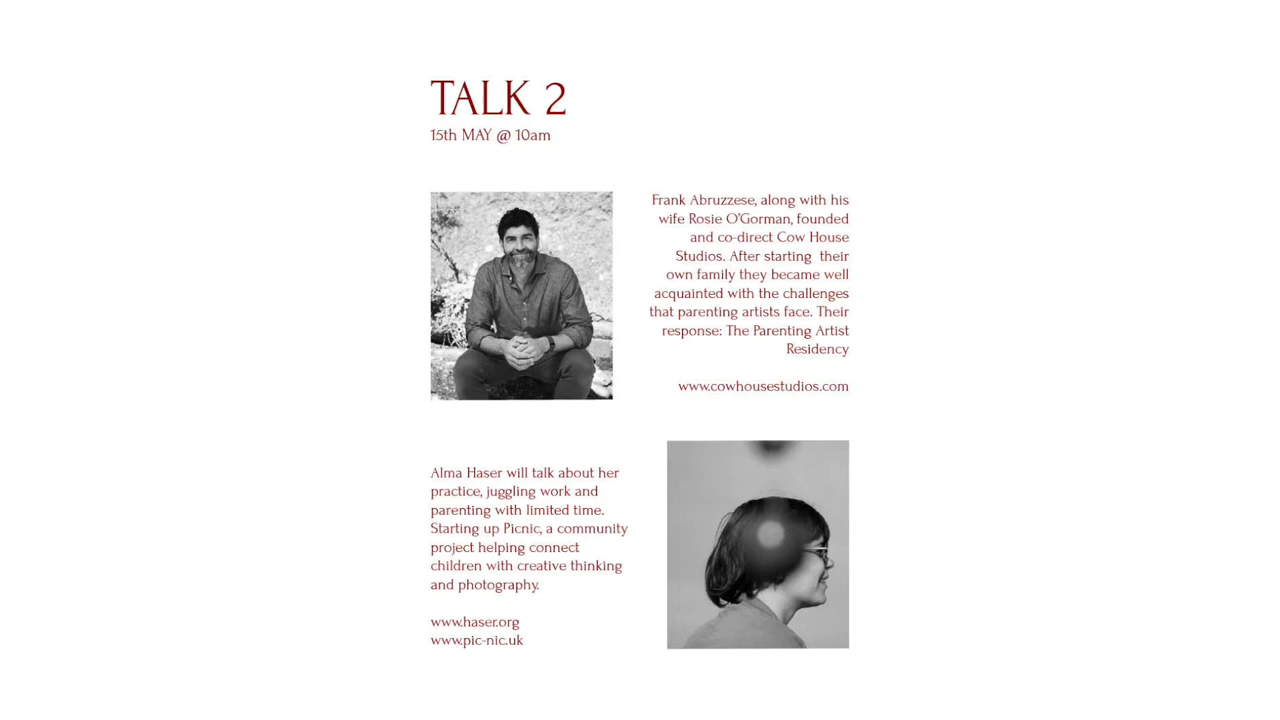 TALK 2
15th MAY @ 10am
Frank Abruzzese, along with his
wife Rosie O'Gorman, founded
and co-direct Cow House
Studios. After starting  their
own family they became well
acquainted with the challenges
that parenting artists face. Their
response: The Parenting Artist
Residency
www.cowhousestudios.com
Alma Haser will talk about her
practice, juggling work and
parenting with limited time.
Starting up Picnic, a community
project helping connect
children with creative thinking
and photography.
www.haser.org
www.pic-nic.uk